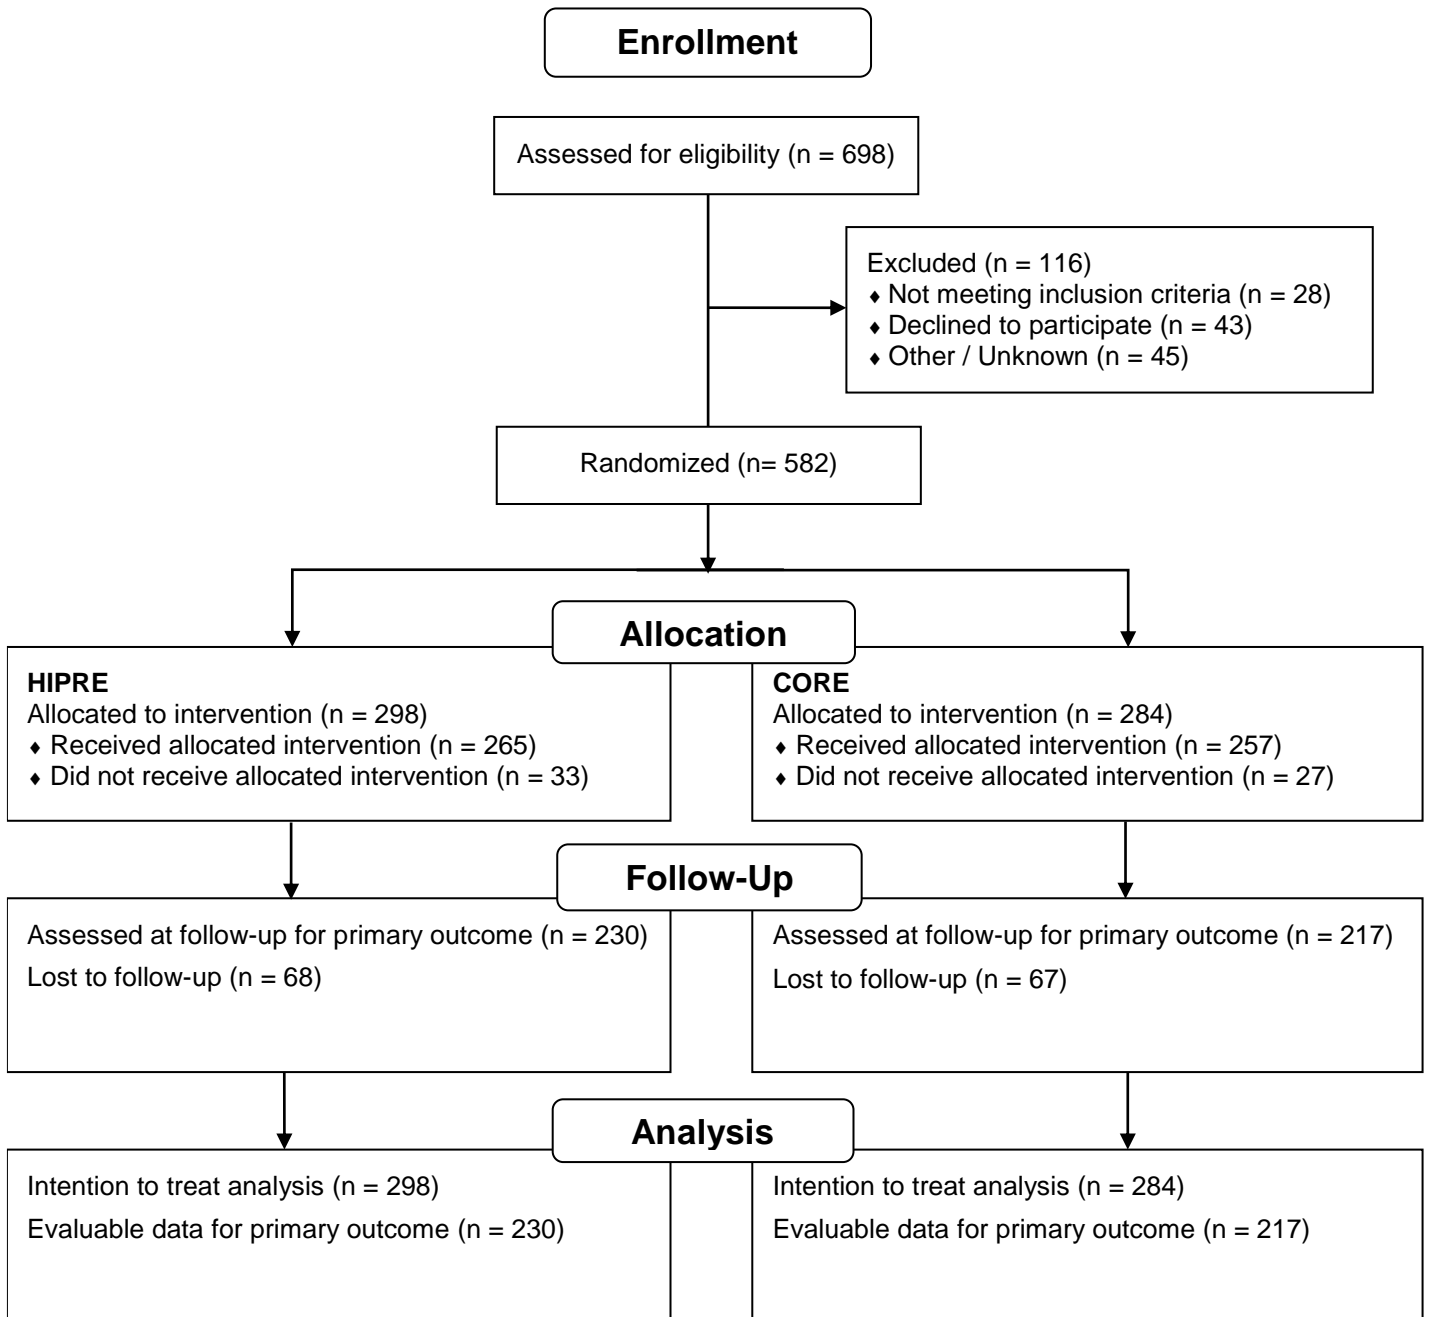 Enrollment
Assessed for eligibility (n = 698)
Excluded (n = 116)
♦ Not meeting inclusion criteria (n = 28)
♦ Declined to participate (n = 43)
♦ Other / Unknown (n = 45)
Randomized (n= 582)
Allocation
HIPRE
Allocated to intervention (n = 298)
♦ Received allocated intervention (n = 265)
♦ Did not receive allocated intervention (n = 33)
CORE
Allocated to intervention (n = 284)
♦ Received allocated intervention (n = 257)
♦ Did not receive allocated intervention (n = 27)
Follow-Up
Assessed at follow-up for primary outcome (n = 230)
Lost to follow-up (n = 68)
Assessed at follow-up for primary outcome (n = 217)
Lost to follow-up (n = 67)
Analysis
Intention to treat analysis (n = 298)
Evaluable data for primary outcome (n = 230)
Intention to treat analysis (n = 284)
Evaluable data for primary outcome (n = 217)